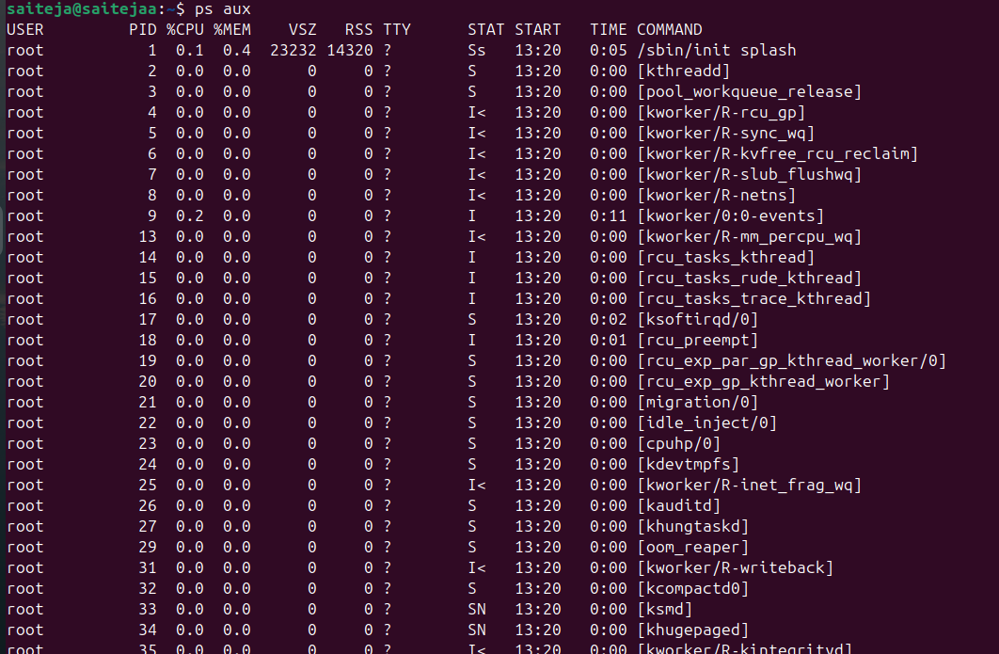 saiteja@saitejaa:~$ ps aux
USER         PID %CPU %MEM    VSZ   RSS TTY      STAT START   TIME COMMAND
root           1  0.1  0.4  23232 14320 ?        Ss   13:20   0:05 /sbin/init splash
root           2  0.0  0.0      0     0 ?        S    13:20   0:00 [kthreadd]
root           3  0.0  0.0      0     0 ?        S    13:20   0:00 [pool_workqueue_release]
root           4  0.0  0.0      0     0 ?        I<   13:20   0:00 [kworker/R-rcu_gp]
root           5  0.0  0.0      0     0 ?        I<   13:20   0:00 [kworker/R-sync_wq]
root           6  0.0  0.0      0     0 ?        I<   13:20   0:00 [kworker/R-kvfree_rcu_reclaim]
root           7  0.0  0.0      0     0 ?        I<   13:20   0:00 [kworker/R-slub_flushwq]
root           8  0.0  0.0      0     0 ?        I<   13:20   0:00 [kworker/R-netns]
root           9  0.2  0.0      0     0 ?        I    13:20   0:11 [kworker/0:0-events]
root          13  0.0  0.0      0     0 ?        I<   13:20   0:00 [kworker/R-mm_percpu_wq]
root          14  0.0  0.0      0     0 ?        I    13:20   0:00 [rcu_tasks_kthread]
root          15  0.0  0.0      0     0 ?        I    13:20   0:00 [rcu_tasks_rude_kthread]
root          16  0.0  0.0      0     0 ?        I    13:20   0:00 [rcu_tasks_trace_kthread]
root          17  0.0  0.0      0     0 ?        S    13:20   0:02 [ksoftirqd/0]
root          18  0.0  0.0      0     0 ?        I    13:20   0:01 [rcu_preempt]
root          19  0.0  0.0      0     0 ?        S    13:20   0:00 [rcu_exp_par_gp_kthread_worker/0]
root          20  0.0  0.0      0     0 ?        S    13:20   0:00 [rcu_exp_gp_kthread_worker]
root          21  0.0  0.0      0     0 ?        S    13:20   0:00 [migration/0]
root          22  0.0  0.0      0     0 ?        S    13:20   0:00 [idle_inject/0]
root          23  0.0  0.0      0     0 ?        S    13:20   0:00 [cpuhp/0]
root          24  0.0  0.0      0     0 ?        S    13:20   0:00 [kdevtmpfs]
root          25  0.0  0.0      0     0 ?        I<   13:20   0:00 [kworker/R-inet_frag_wq]
root          26  0.0  0.0      0     0 ?        S    13:20   0:00 [kauditd]
root          27  0.0  0.0      0     0 ?        S    13:20   0:00 [khungtaskd]
root          29  0.0  0.0      0     0 ?        S    13:20   0:00 [oom_reaper]
root          31  0.0  0.0      0     0 ?        I<   13:20   0:00 [kworker/R-writeback]
root          32  0.0  0.0      0     0 ?        S    13:20   0:00 [kcompactd0]
root          33  0.0  0.0      0     0 ?        SN   13:20   0:00 [ksmd]
root          34  0.0  0.0      0     0 ?        SN   13:20   0:00 [khugepaged]
root          35  0.0  0.0      0     0 ?        I<   13:20   0:00 [kworker/R-kintegrityd]